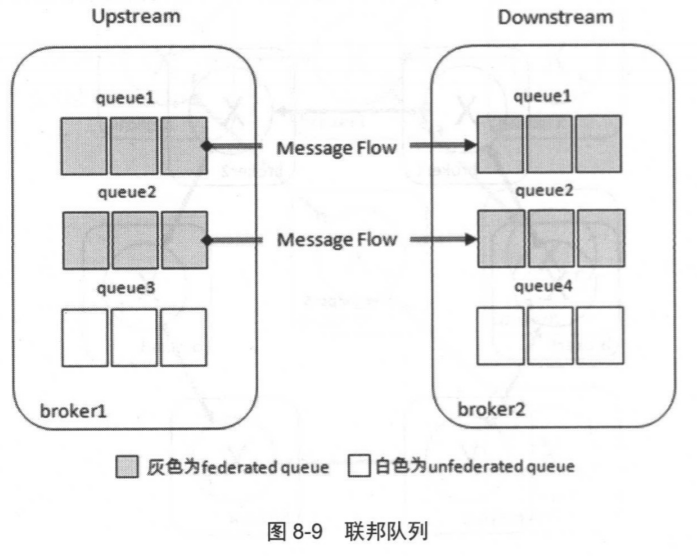 Upstream
Downstream
queue1
queue1
Message Flow
queue2
queue2
Message Flow
queue3
queue4
broker1
broker2
灰色为federated queue 白色为unfederated queue
图 8-9 联邦队列